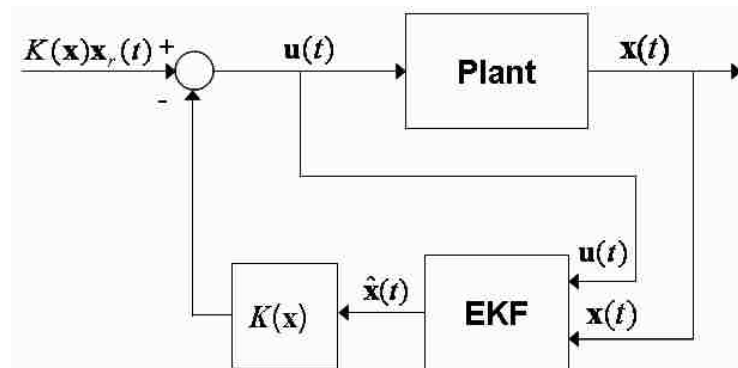 K(x)x_r(t) +
-
u(t)
Plant
x(t)
u(t)
x(t)
EKF
x̂(t)
K(x)